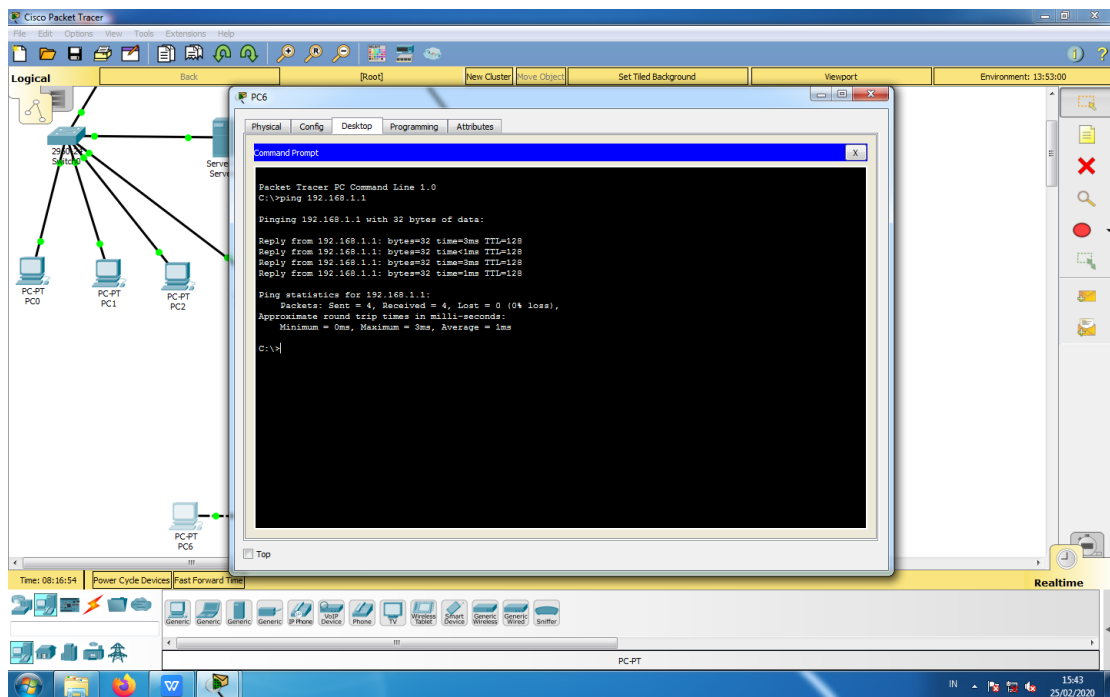 Cisco Packet Tracer
File Edit Options View Tools Extensions Help
Logical
Back
[Root]
New Cluster
Move Object
Set Tiled Background
Viewport
Environment: 13:53:00
PC6
Physical
Config
Desktop
Programming
Attributes
Command Prompt
X
Packet Tracer PC Command Line 1.0
C:\>ping 192.168.1.1
Pinging 192.168.1.1 with 32 bytes of data:
Reply from 192.168.1.1: bytes=32 time=3ms TTL=128
Reply from 192.168.1.1: bytes=32 time<1ms TTL=128
Reply from 192.168.1.1: bytes=32 time=3ms TTL=128
Reply from 192.168.1.1: bytes=32 time=1ms TTL=128
Ping statistics for 192.168.1.1:
Packets: Sent = 4, Received = 4, Lost = 0 (0% loss),
Approximate round trip times in milli-seconds:
Minimum = 0ms, Maximum = 3ms, Average = 1ms
C:\>
Switch0
Serve
Serve
PC-PT
PC0
PC-PT
PC1
PC-PT
PC2
PC-PT
PC6
Top
Time: 08:16:54
Power Cycle Devices
Fast Forward Time
Realtime
Generic
Generic
Generic
Generic
IP Phone
VoIP Device
Phone
TV
Wireless Tablet
Smart Device
Generic Wireless
Generic Wired
Sniffer
PC-PT
IN
15:43
25/02/2020